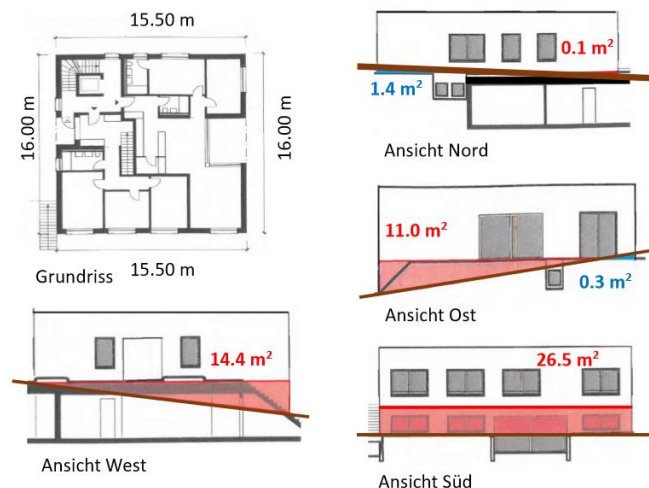 15.50 m
16.00 m
16.00 m
15.50 m
Grundriss
0.1 m²
1.4 m²
Ansicht Nord
11.0 m²
0.3 m²
Ansicht Ost
14.4 m²
Ansicht West
26.5 m²
Ansicht Süd